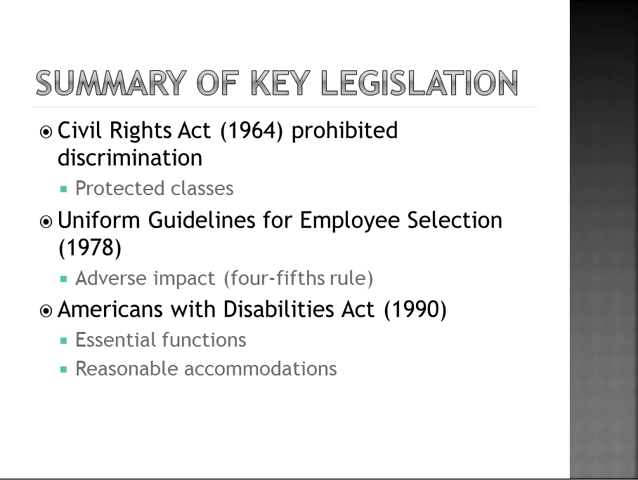 SUMMARY OF KEY LEGISLATION
Civil Rights Act (1964) prohibited
discrimination
Protected classes
Uniform Guidelines for Employee Selection
(1978)
Adverse impact (four-fifths rule)
Americans with Disabilities Act (1990)
Essential functions
Reasonable accommodations